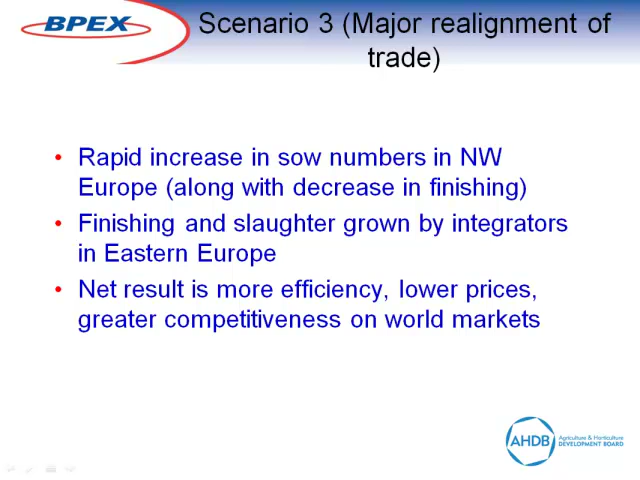 BPEX
Scenario 3 (Major realignment of
trade)
• Rapid increase in sow numbers in NW
Europe (along with decrease in finishing)
• Finishing and slaughter grown by integrators
in Eastern Europe
• Net result is more efficiency, lower prices,
greater competitiveness on world markets
AHDB
Agriculture & Horticulture
DEVELOPMENT BOARD